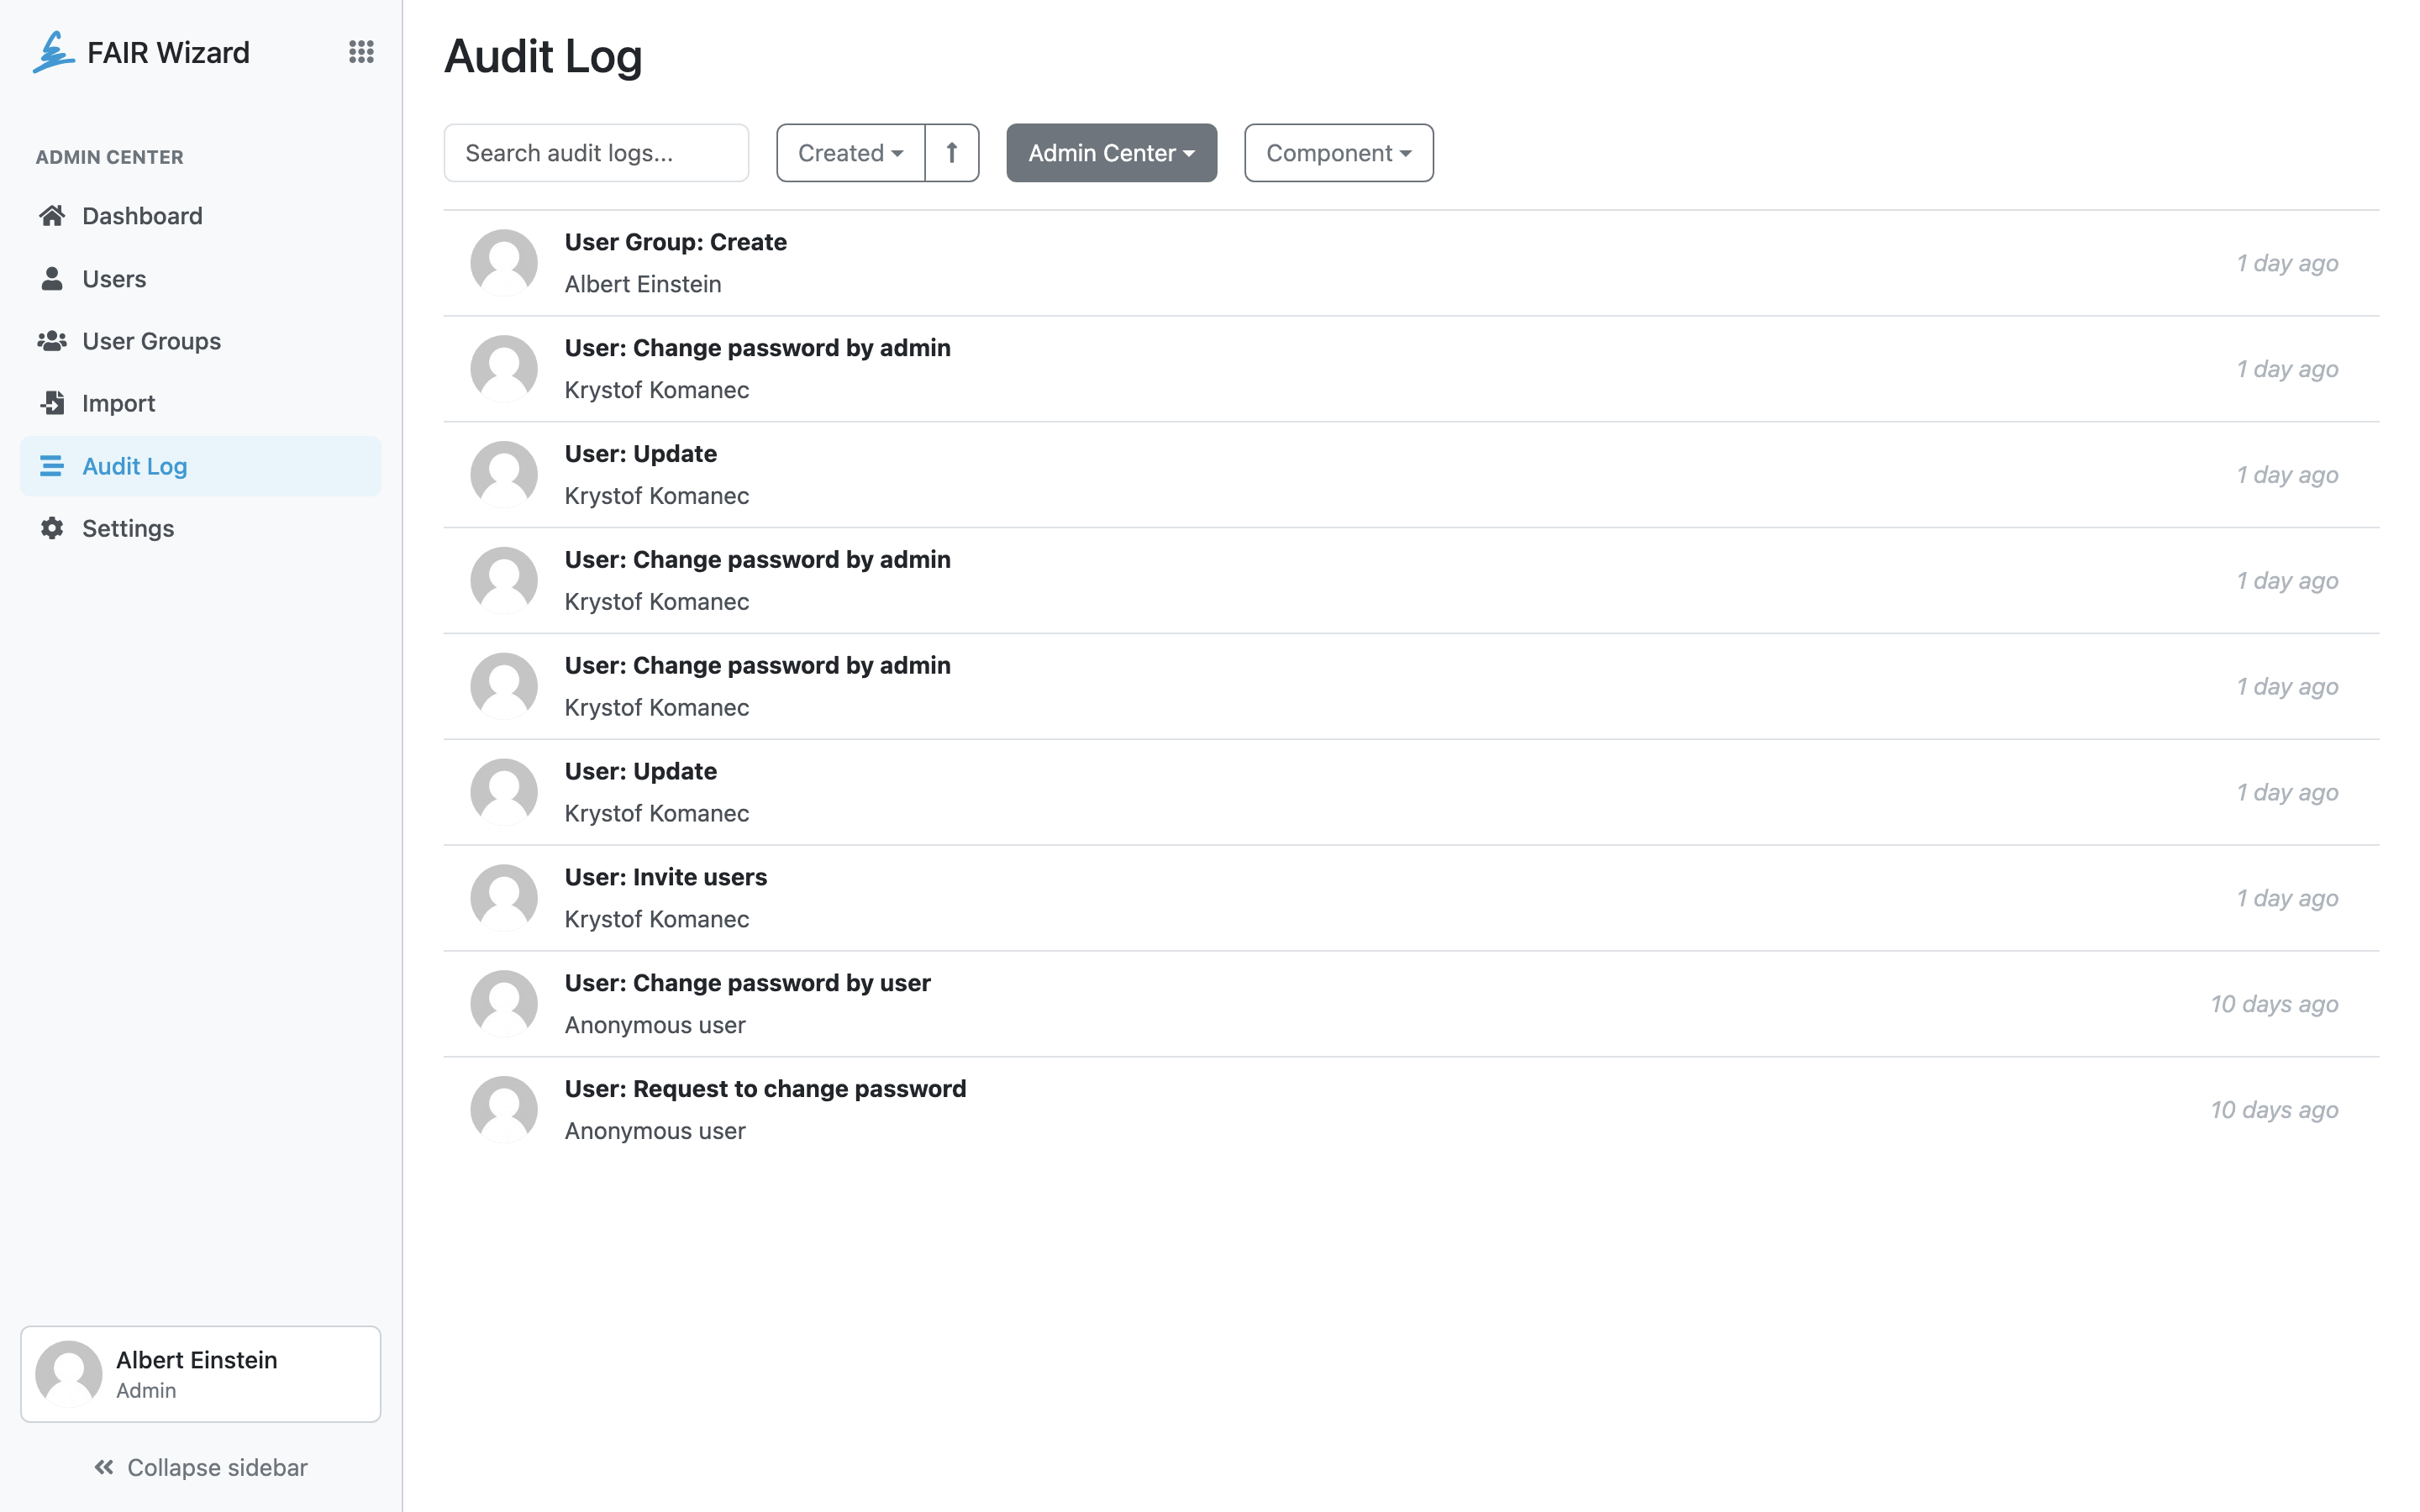 FAIR Wizard
ADMIN CENTER
Dashboard
Users
User Groups
Import
Audit Log
Settings
Albert Einstein
Admin
Collapse sidebar
Audit Log
Search audit logs...
Created
Admin Center
Component
User Group: Create
Albert Einstein
1 day ago
User: Change password by admin
Krystof Komanec
1 day ago
User: Update
Krystof Komanec
1 day ago
User: Change password by admin
Krystof Komanec
1 day ago
User: Change password by admin
Krystof Komanec
1 day ago
User: Update
Krystof Komanec
1 day ago
User: Invite users
Krystof Komanec
1 day ago
User: Change password by user
Anonymous user
10 days ago
User: Request to change password
Anonymous user
10 days ago